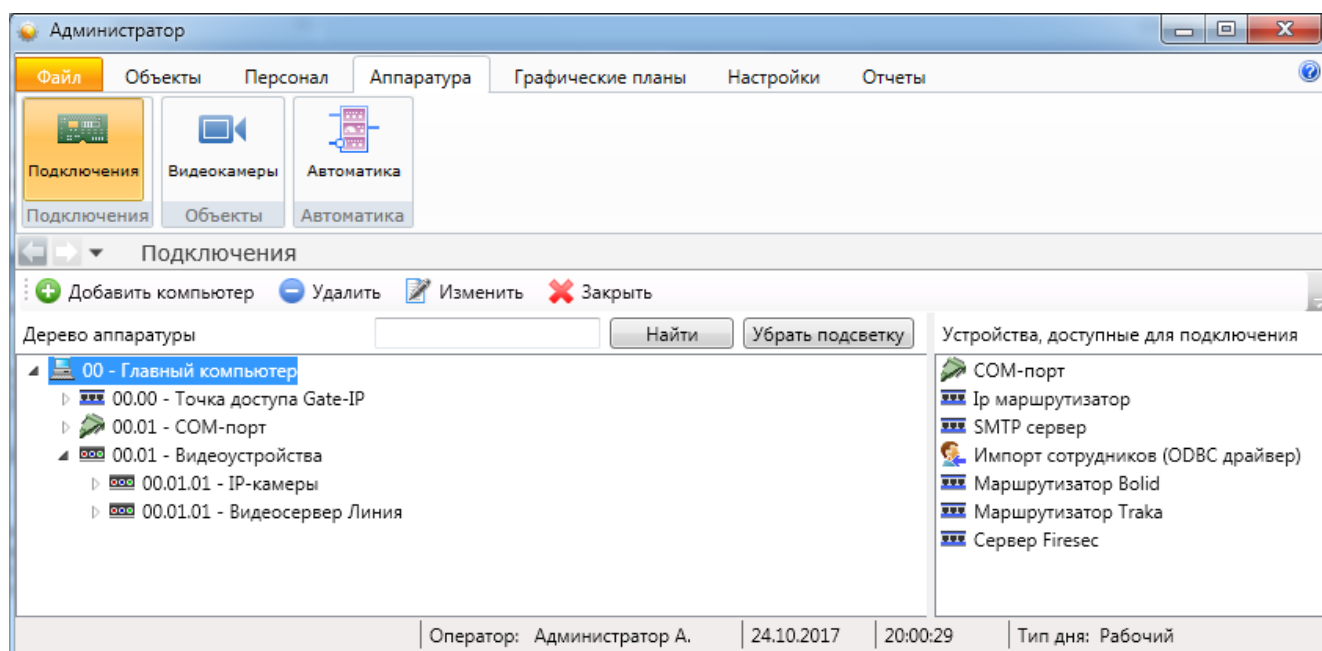 Администратор
Файл Объекты Персонал Аппаратура Графические планы Настройки Отчеты
Подключения Видеокамеры Автоматика
Подключения Объекты Автоматика
Подключения
Добавить компьютер Удалить Изменить Закрыть
Дерево аппаратуры Найти Убрать подсветку Устройства, доступные для подключения
00 - Главный компьютер COM-порт
00.00 - Точка доступа Gate-IP Ip маршрутизатор
00.01 - COM-порт SMTP сервер
00.01 - Видеоустройства Импорт сотрудников (ODBC драйвер)
00.01.01 - IP-камеры Маршрутизатор Bolid
00.01.01 - Видеосервер Линия Маршрутизатор Traka
Сервер Firesec
Оператор: Администратор А. 24.10.2017 20:00:29 Тип дня: Рабочий